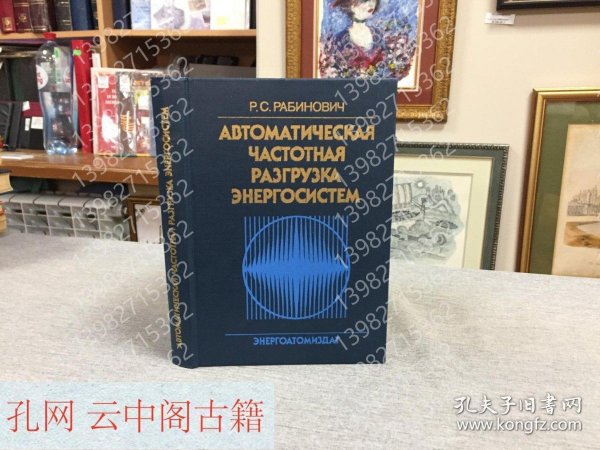 Р.С.РАБИНОВИЧ
АВТОМАТИЧЕСКАЯ
ЧАСТОТНАЯ
РАЗГРУЗКА
ЭНЕРГОСИСТЕМ
ЭНЕРГОАТОМИЗДАТ
АВТОМАТИЧЕСКАЯ ЧАСТОТНАЯ РАЗГРУЗКА ЭНЕРГОСИСТЕМ
13982715362
孔网 云中阁古籍
孔夫子旧书网
www.kongfz.com